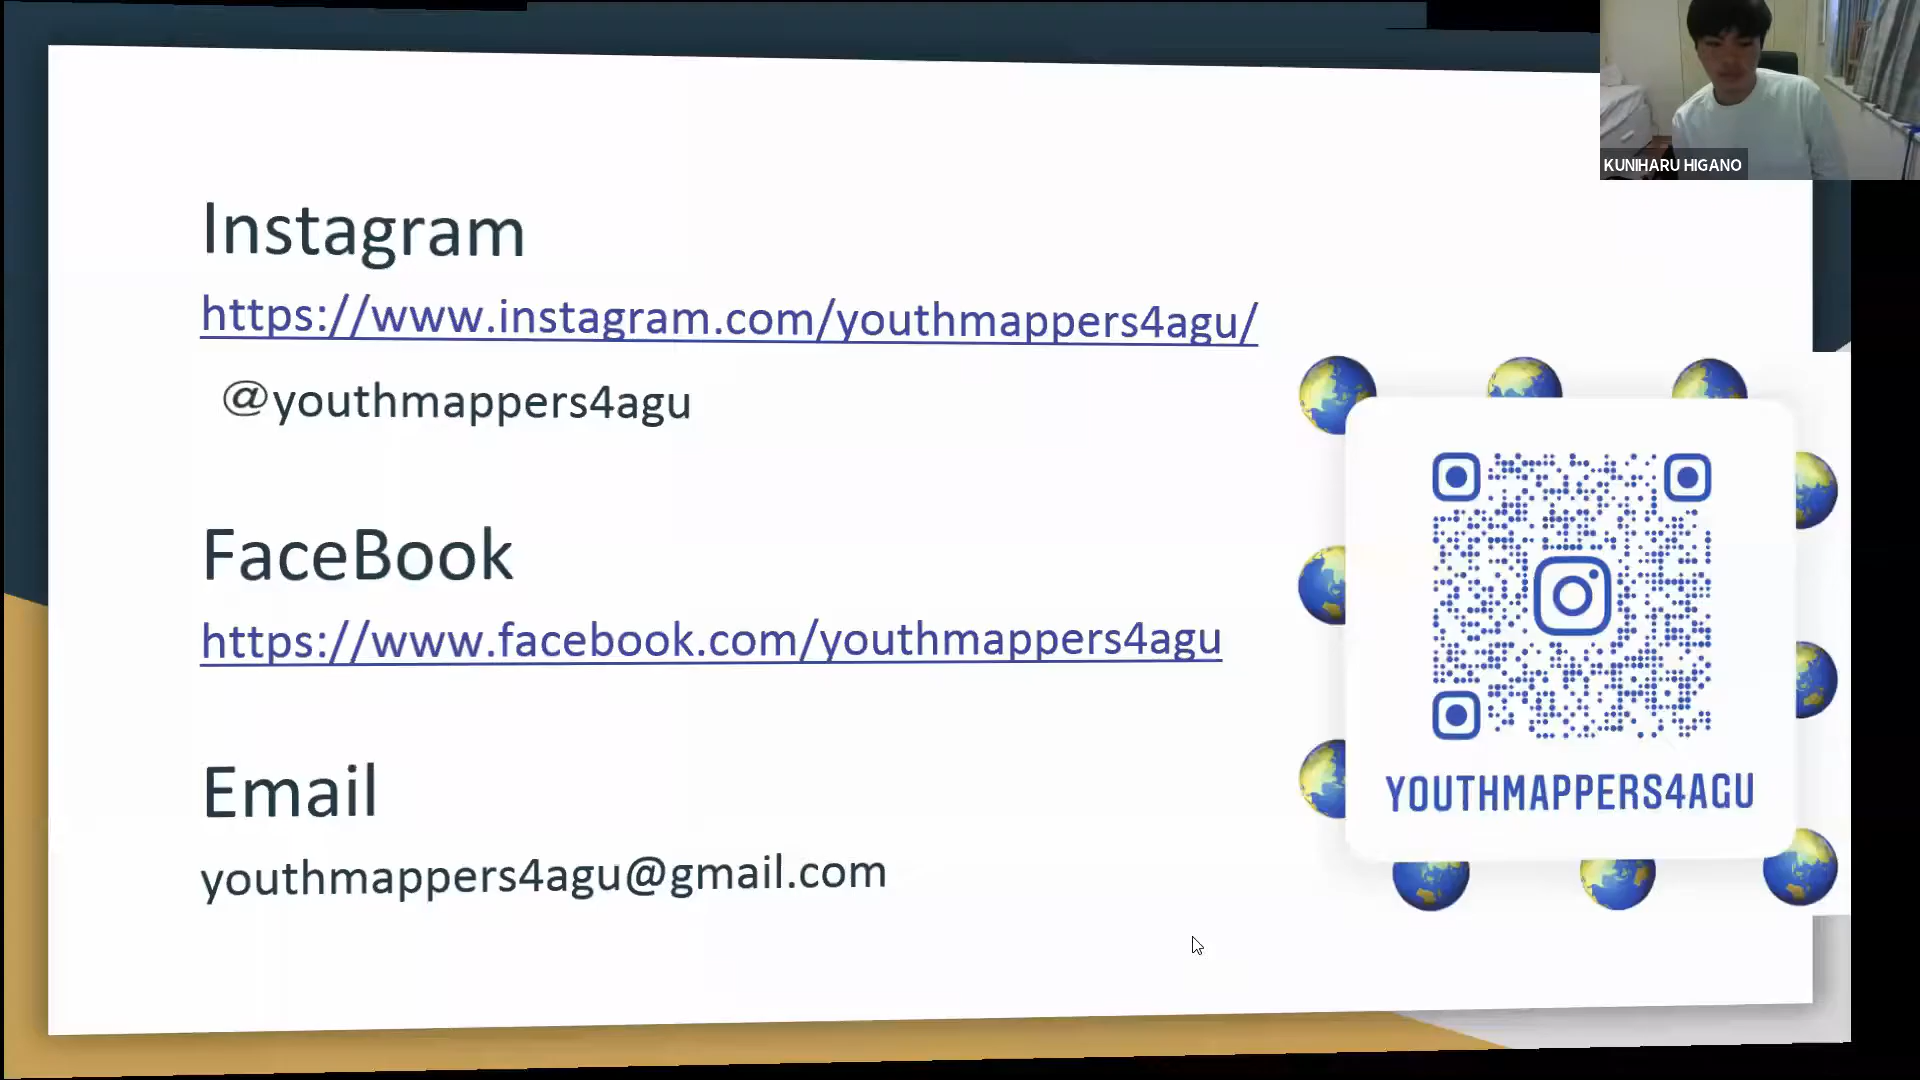 KUNIHARU HIGANO
Instagram
https://www.instagram.com/youthmappers4agu/
@youthmappers4agu
FaceBook
https://www.facebook.com/youthmappers4agu
Email
youthmappers4agu@gmail.com
YOUTHMAPPERS4AGU